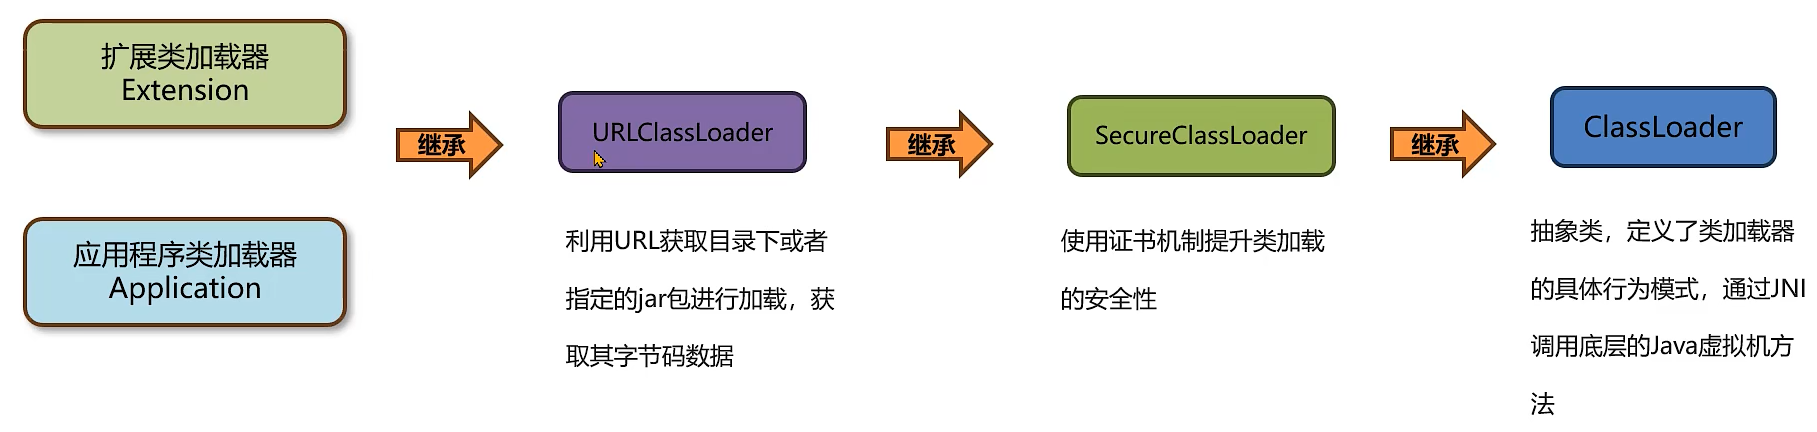 扩展类加载器
Extension
应用程序类加载器
Application
继承
URLClassLoader
利用URL获取目录下或者
指定的jar包进行加载，获
取其字节码数据
继承
SecureClassLoader
使用证书机制提升类加载
的安全性
继承
ClassLoader
抽象类，定义了类加载器
的具体行为模式，通过JNI
调用底层的Java虚拟机方
法